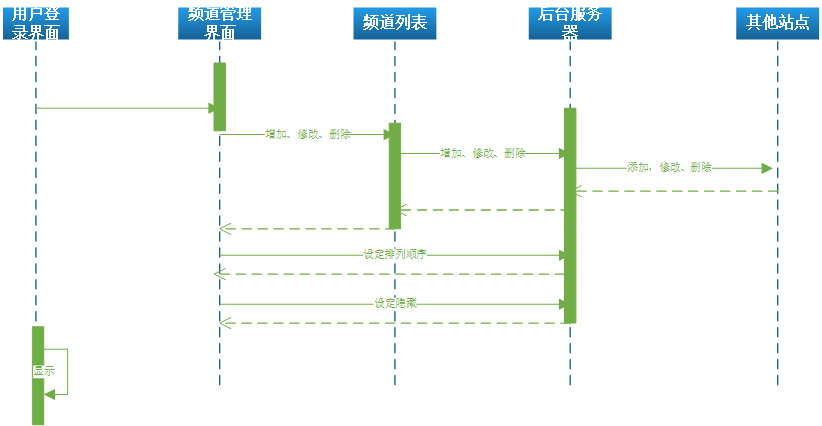 用户登
录界面
频道管理
界面
频道列表
后台服务
器
其他站点
增加、修改、删除
增加、修改、删除
添加，修改、删除
设定排列顺序
设定隐藏
显示